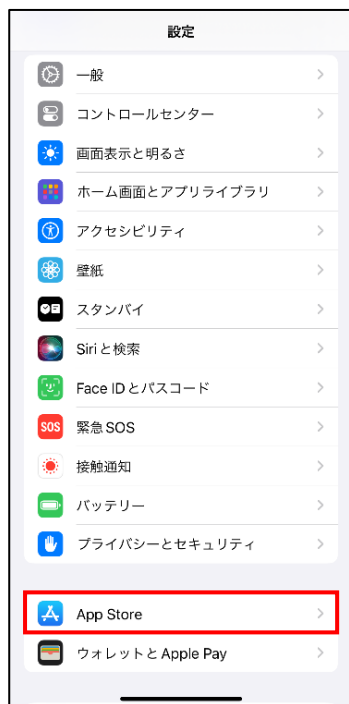 設定
一般
コントロールセンター
画面表示と明るさ
ホーム画面とアプリライブラリ
アクセシビリティ
壁紙
スタンバイ
Siriと検索
Face IDとパスコード
SOS 緊急SOS
接触通知
バッテリー
プライバシーとセキュリティ
App Store
ウォレットとApple Pay